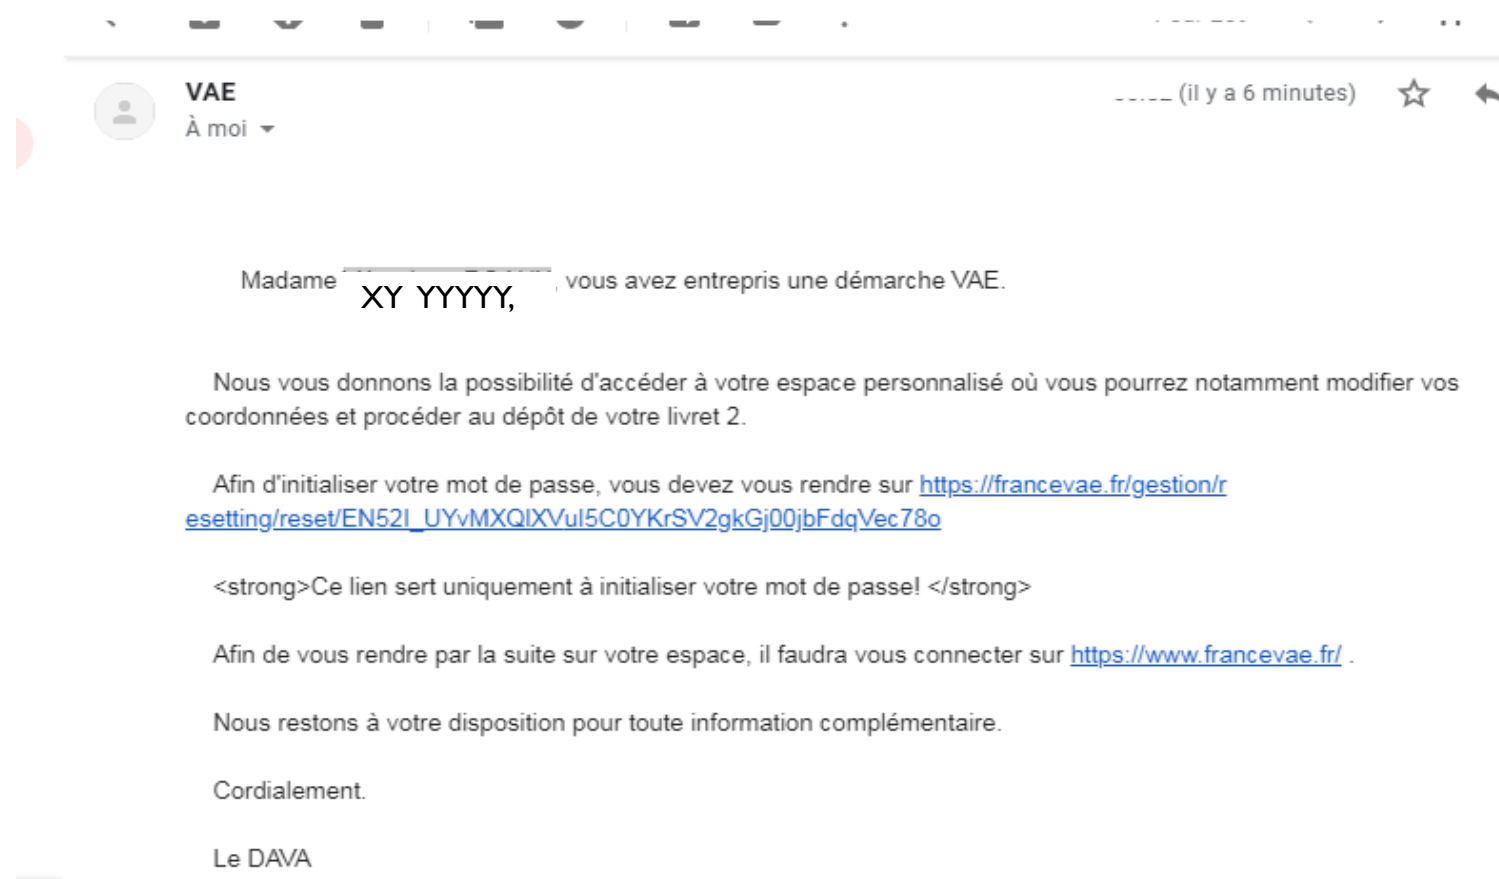 VAE
(il y a 6 minutes)
À moi
Madame XY YYYYY, , vous avez entrepris une démarche VAE.
Nous vous donnons la possibilité d'accéder à votre espace personnalisé où vous pourrez notamment modifier vos
coordonnées et procéder au dépôt de votre livret 2.
Afin d'initialiser votre mot de passe, vous devez vous rendre sur https://francevae.fr/gestion/r
esetting/reset/EN52I_UYvMXQIXVuI5C0YKrSV2gkGj00jbFdqVec78o
<strong>Ce lien sert uniquement à initialiser votre mot de passe! </strong>
Afin de vous rendre par la suite sur votre espace, il faudra vous connecter sur https://www.francevae.fr/ .
Nous restons à votre disposition pour toute information complémentaire.
Cordialement.
Le DAVA